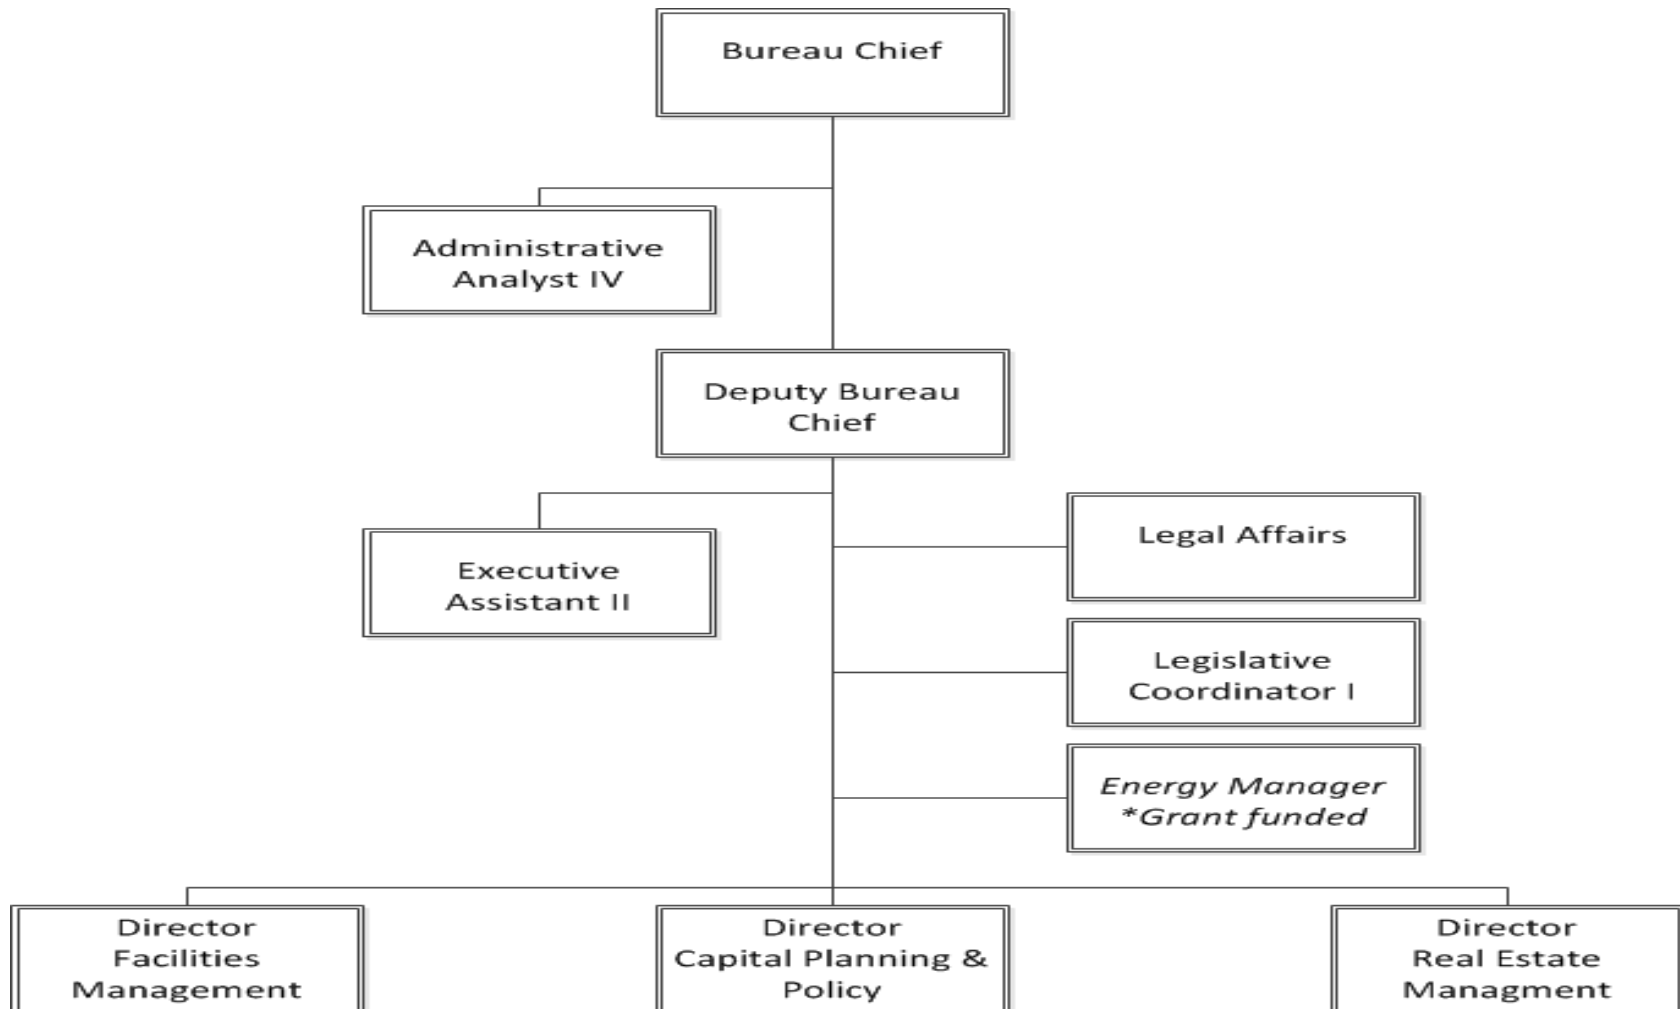 Bureau Chief
Administrative
Analyst IV
Deputy Bureau
Chief
Executive
Assistant II
Legal Affairs
Legislative
Coordinator I
Energy Manager
*Grant funded
Director
Facilities
Management
Director
Capital Planning &
Policy
Director
Real Estate
Managment